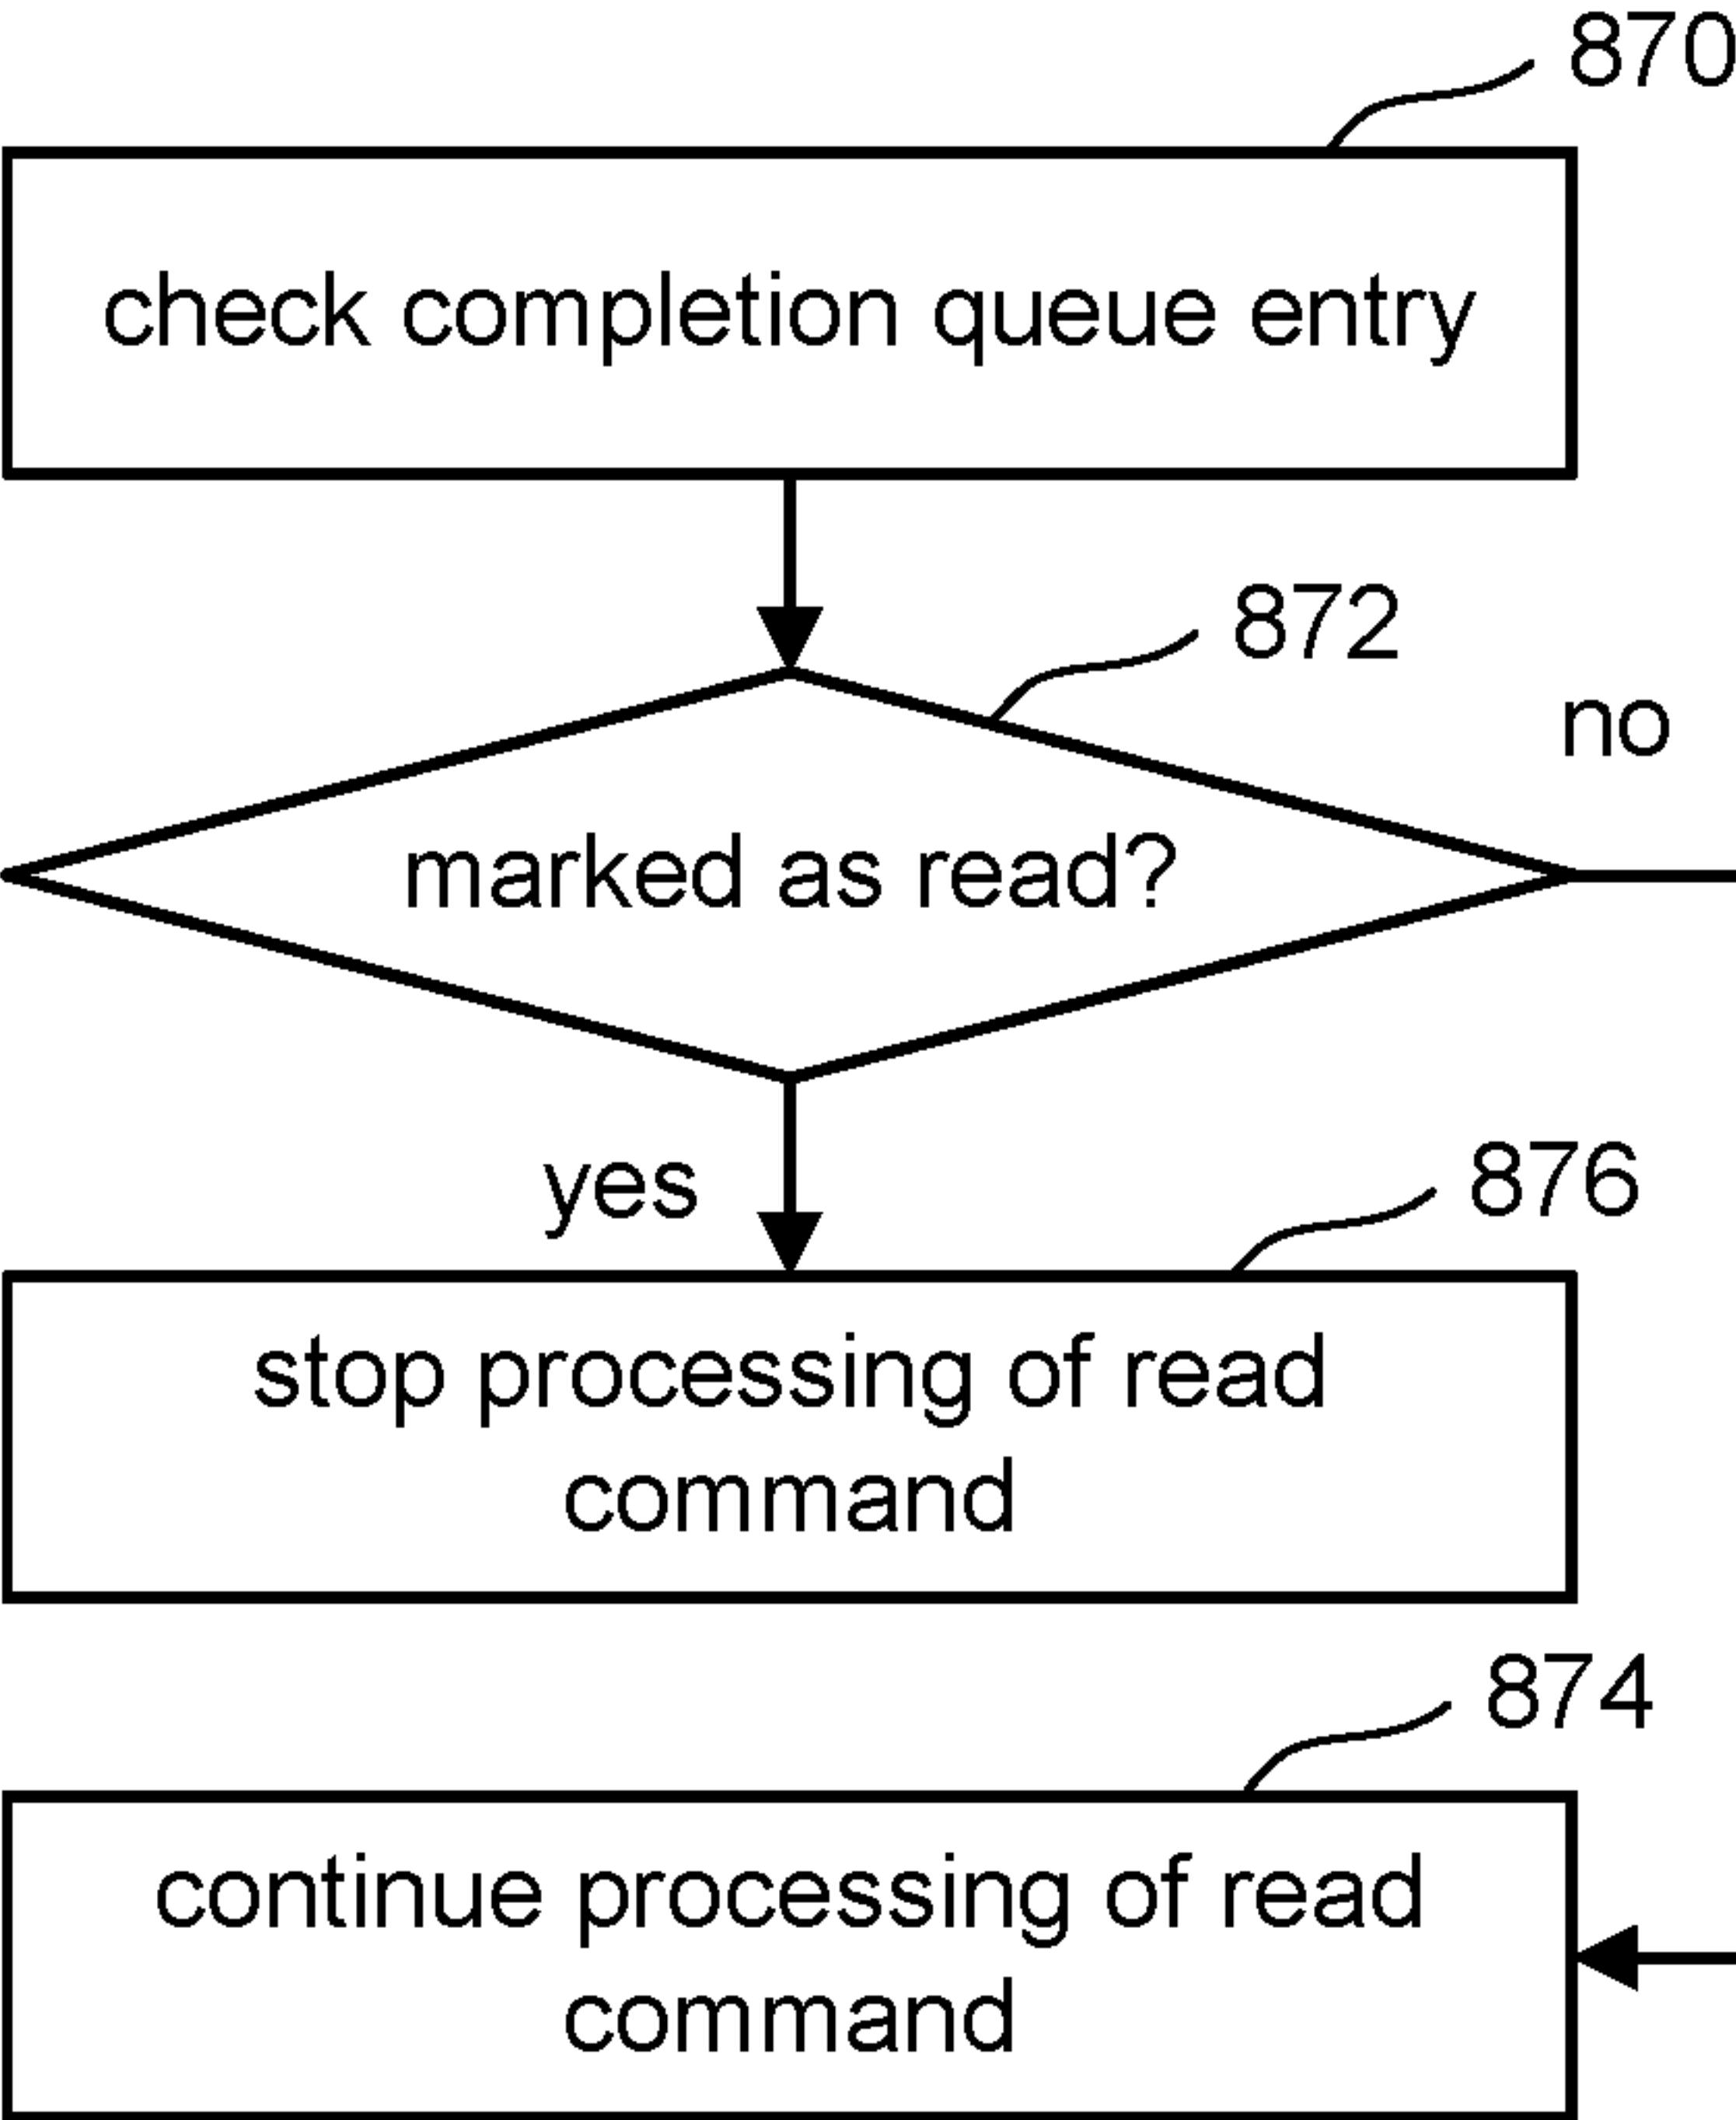 870
check completion queue entry
872
no
marked as read?
yes
876
stop processing of read
command
874
continue processing of read
command